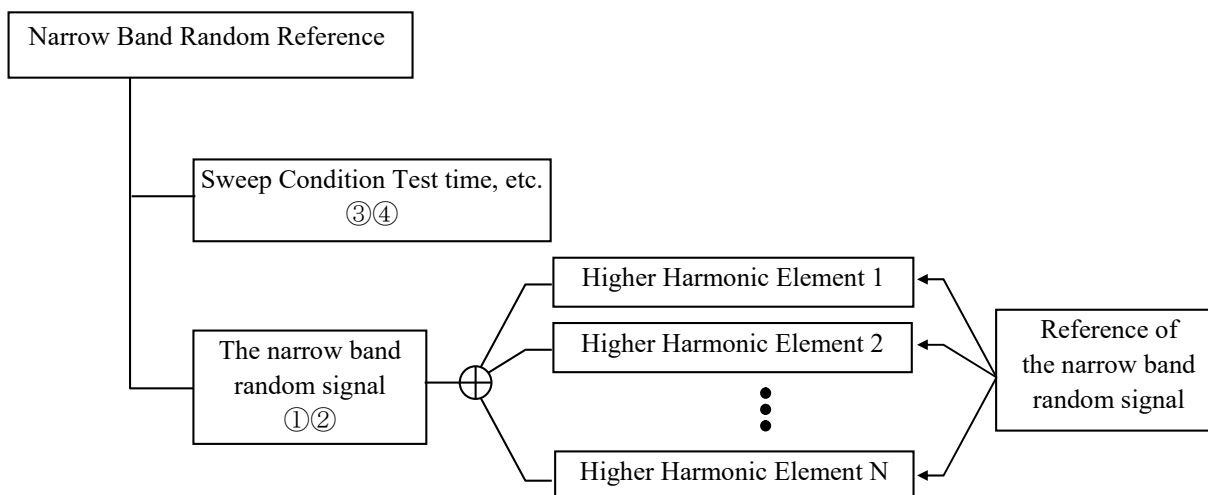 Narrow Band Random Reference
Sweep Condition Test time, etc.
③④
The narrow band
random signal
①②
Higher Harmonic Element 1
Higher Harmonic Element 2
Higher Harmonic Element N
Reference of
the narrow band
random signal